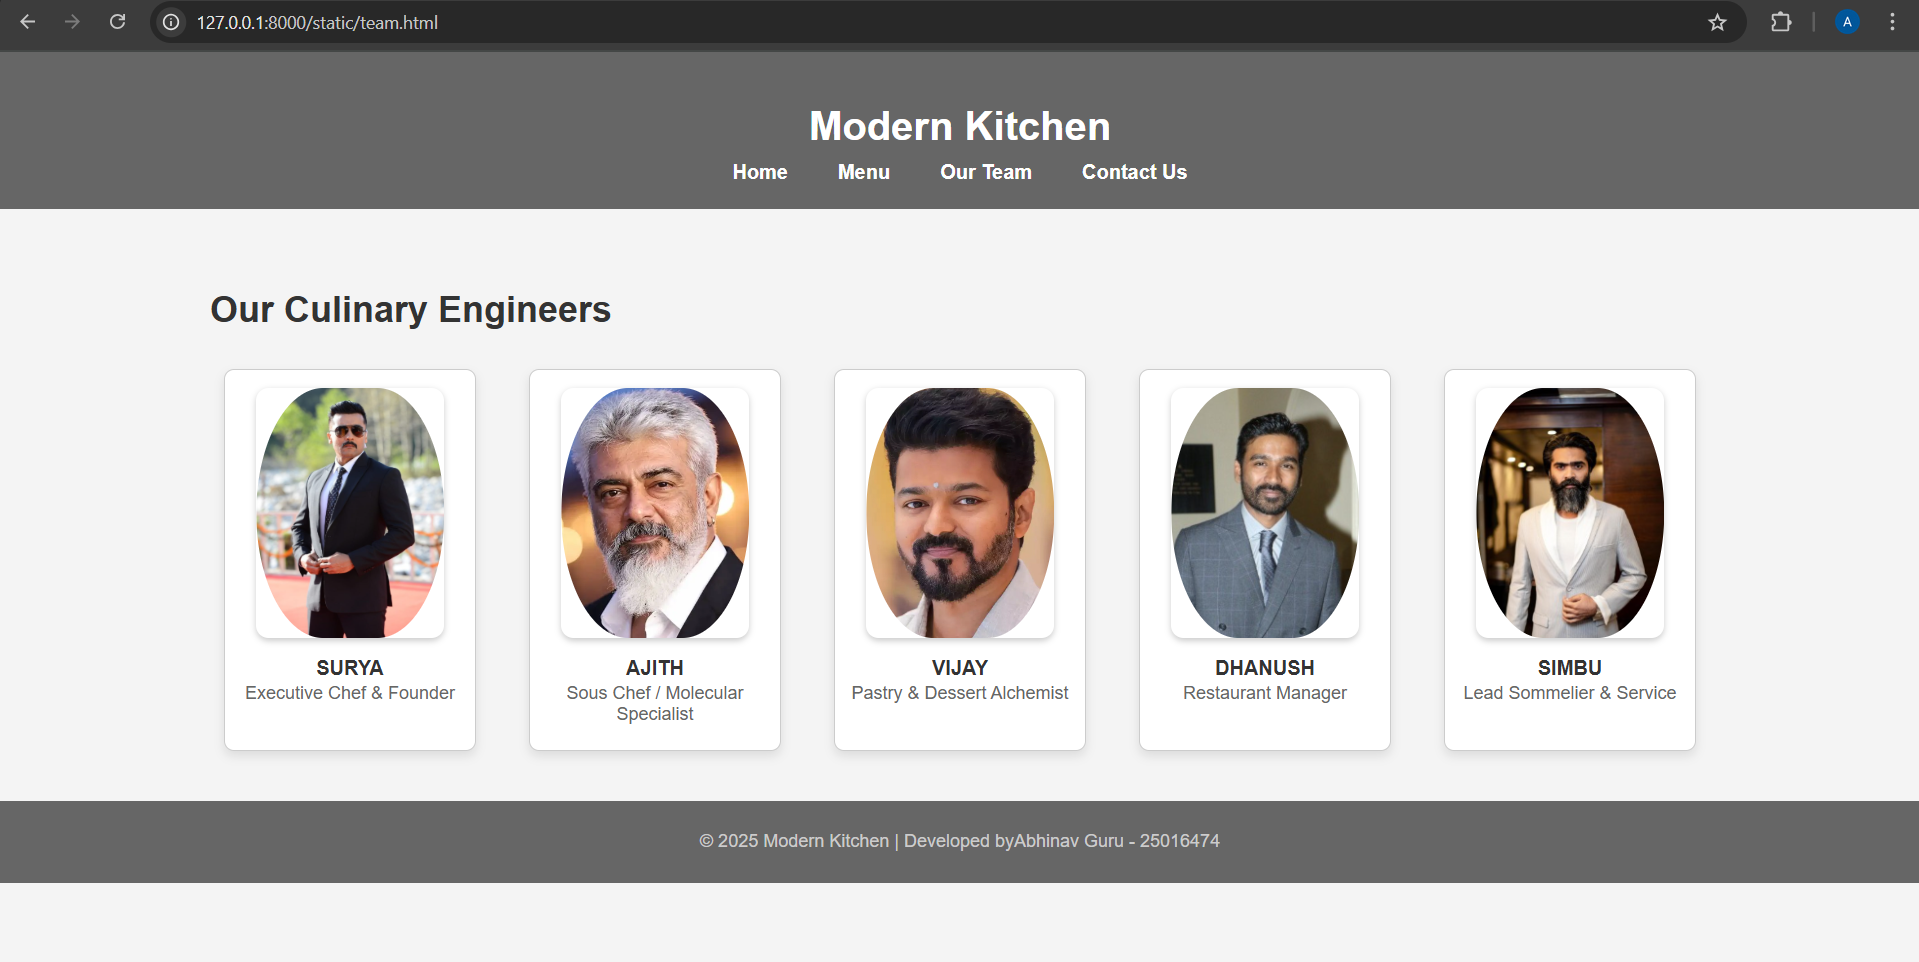 127.0.0.1:8000/static/team.html
A
Modern Kitchen
Home Menu Our Team Contact Us
Our Culinary Engineers
SURYA
Executive Chef & Founder
AJITH
Sous Chef / Molecular
Specialist
VIJAY
Pastry & Dessert Alchemist
DHANUSH
Restaurant Manager
SIMBU
Lead Sommelier & Service
© 2025 Modern Kitchen | Developed byAbhinav Guru - 25016474